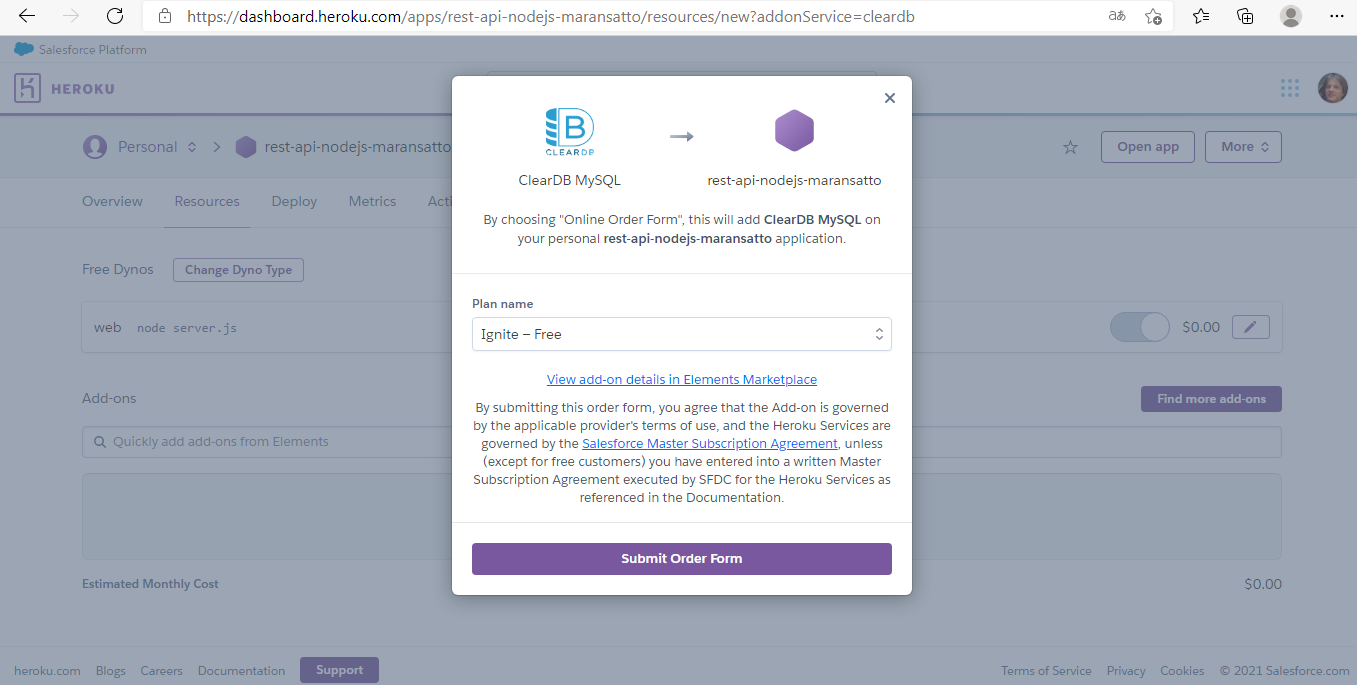 https://dashboard.heroku.com/apps/rest-api-nodejs-maransatto/resources/new?addonService=cleardb
Salesforce Platform
HEROKU
Personal
rest-api-nodejs-maransatto
Open app
More
Overview
Resources
Deploy
Metrics
Acti
Free Dynos
Change Dyno Type
web node server.js
$0.00
Add-ons
Find more add-ons
Quickly add add-ons from Elements
Estimated Monthly Cost
$0.00
B
CLEARDB
ClearDB MySQL
rest-api-nodejs-maransatto
By choosing "Online Order Form", this will add ClearDB MySQL on
your personal rest-api-nodejs-maransatto application.
Plan name
Ignite – Free
View add-on details in Elements Marketplace
By submitting this order form, you agree that the Add-on is governed
by the applicable provider's terms of use, and the Heroku Services are
governed by the Salesforce Master Subscription Agreement, unless
(except for free customers) you have entered into a written Master
Subscription Agreement executed by SFDC for the Heroku Services as
referenced in the Documentation.
Submit Order Form
heroku.com
Blogs
Careers
Documentation
Support
Terms of Service
Privacy
Cookies
© 2021 Salesforce.com